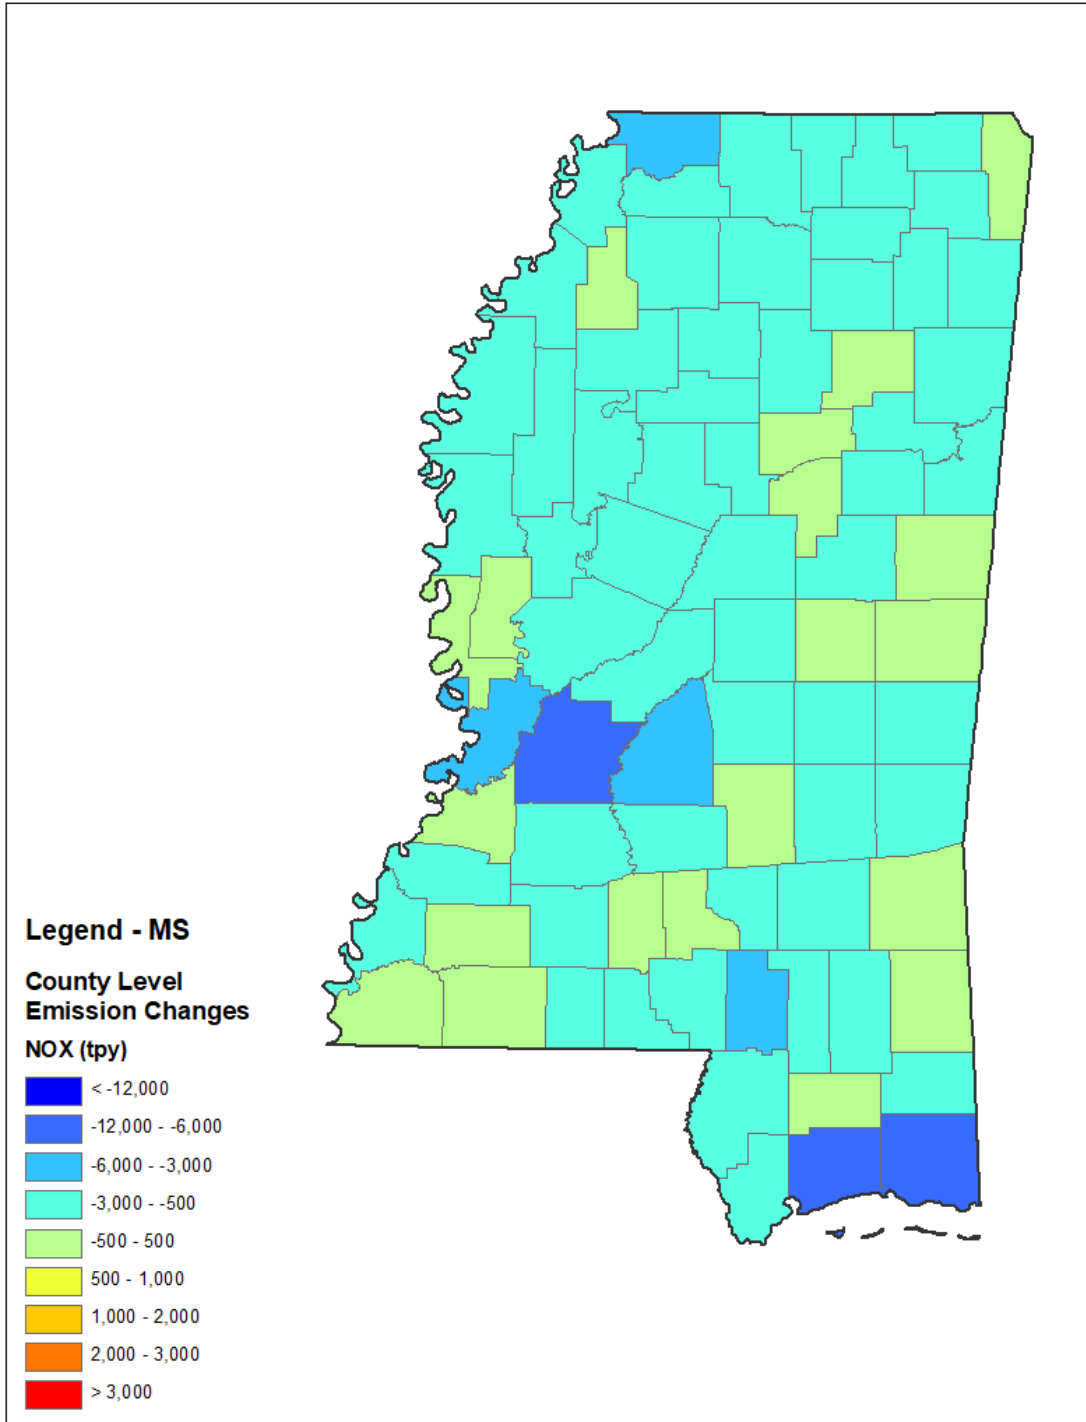 Legend - MS
County Level
Emission Changes
NOX (tpy)
< -12,000
-12,000 - -6,000
-6,000 - -3,000
-3,000 - -500
-500 - 500
500 - 1,000
1,000 - 2,000
2,000 - 3,000
> 3,000